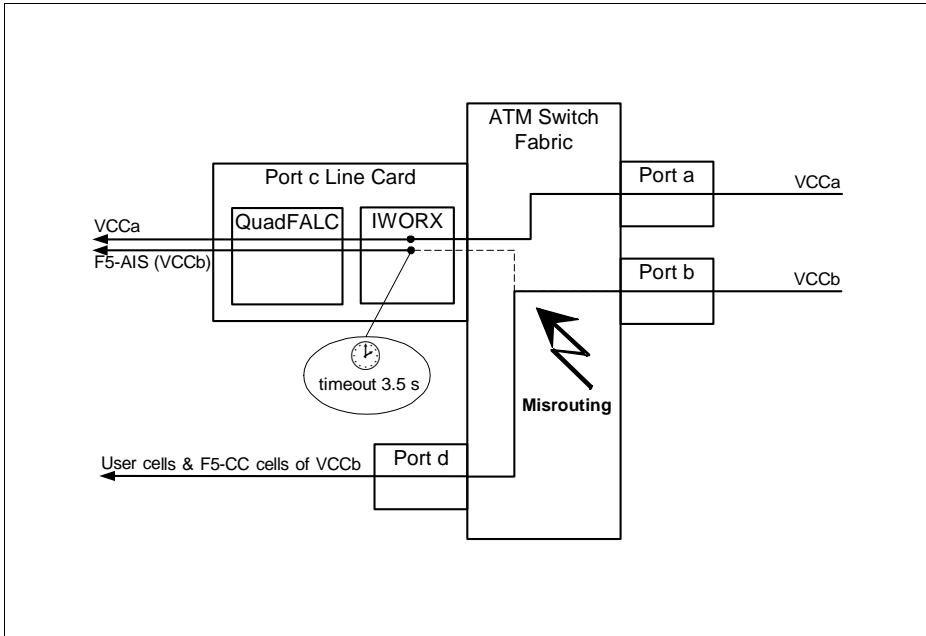 ATM Switch
Fabric
Port c Line Card
Port a
VCCa
QuadFALC
IWORX
VCCa
F5-AIS (VCCb)
Port b
VCCb
timeout 3.5 s
Misrouting
User cells & F5-CC cells of VCCb
Port d